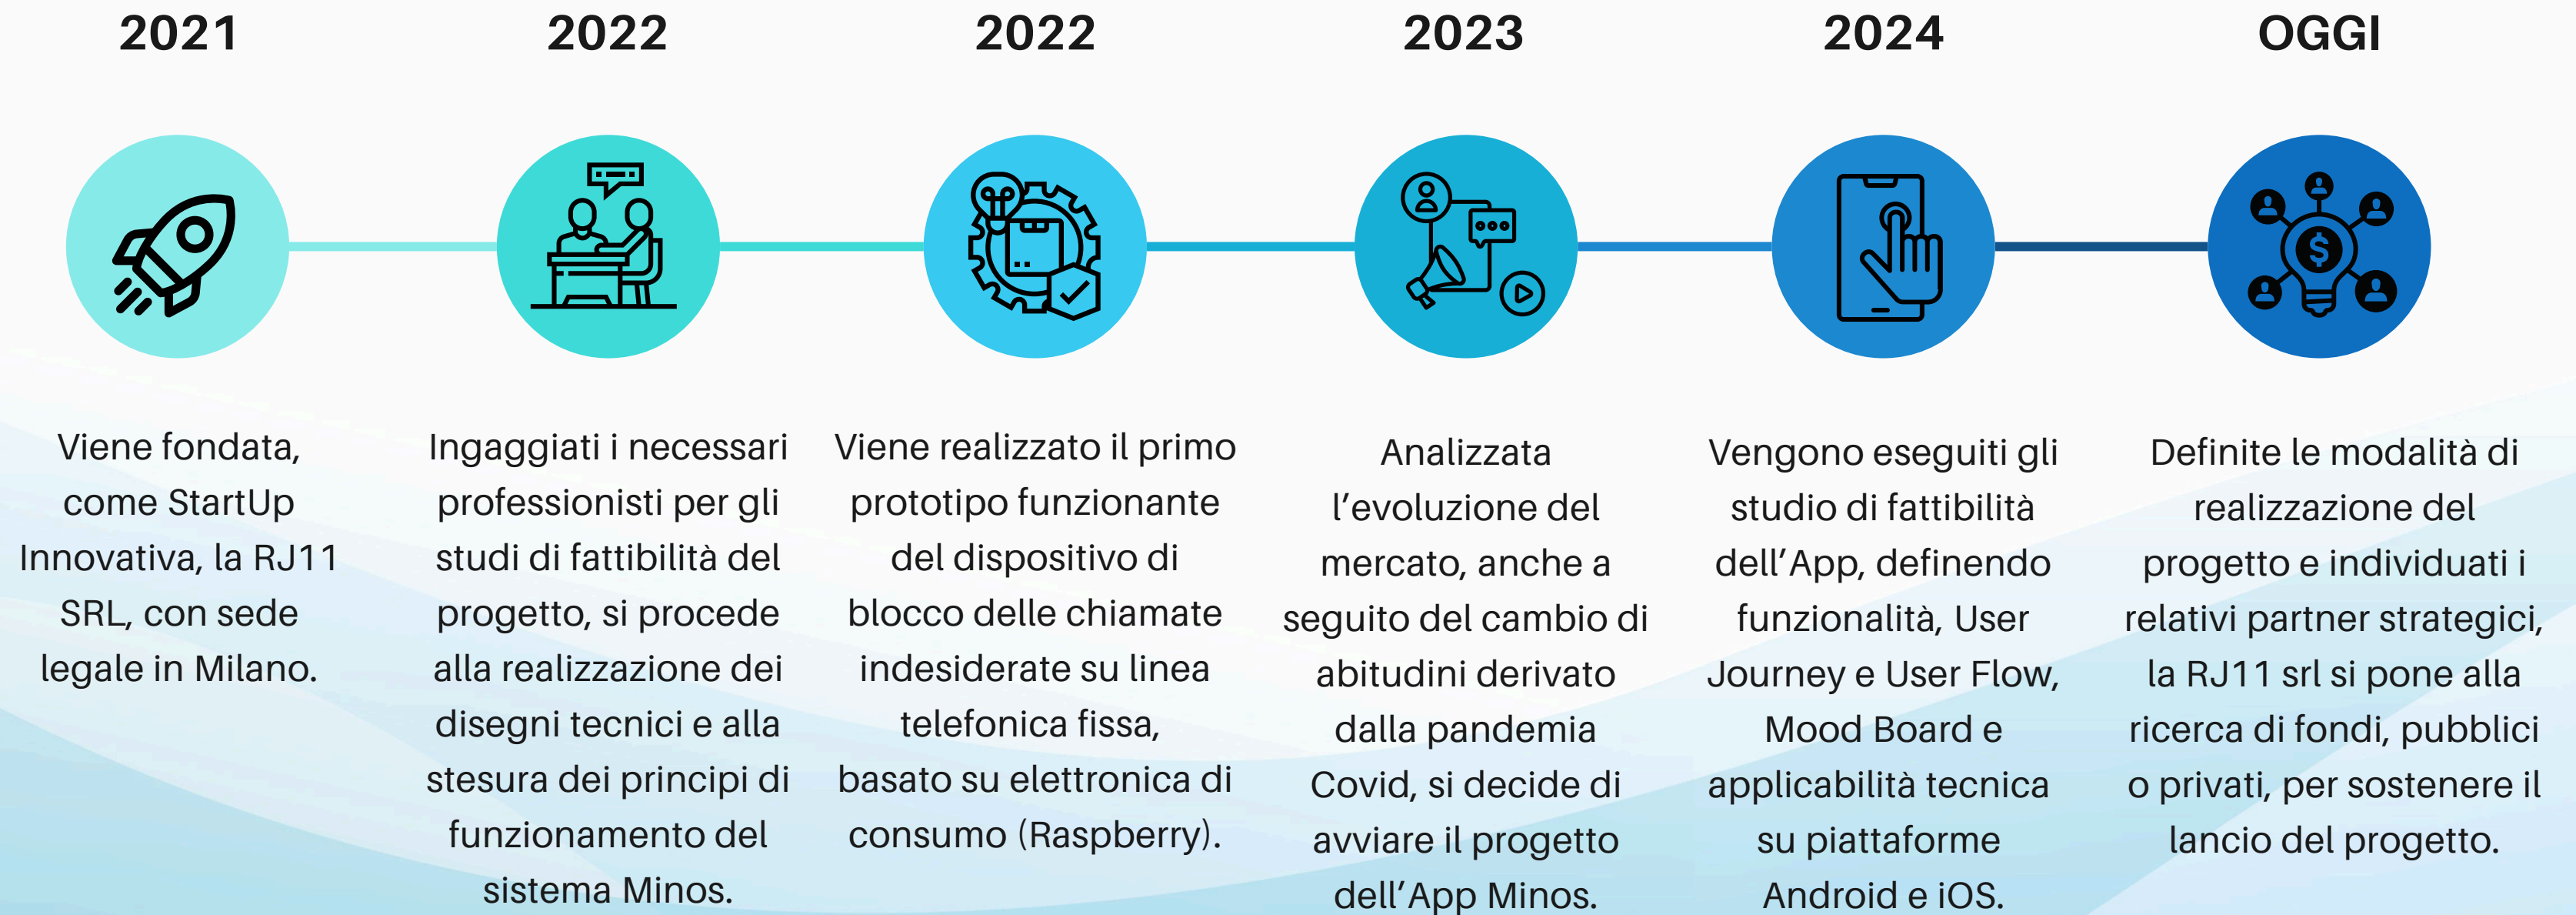 2021
Viene fondata,
come StartUp
Innovativa, la RJ11
SRL, con sede
legale in Milano.
2022
Ingaggiati i necessari
professionisti per gli
studi di fattibilità del
progetto, si procede
alla realizzazione dei
disegni tecnici e alla
stesura dei principi di
funzionamento del
sistema Minos.
2022
Viene realizzato il primo
prototipo funzionante
del dispositivo di
blocco delle chiamate
indesiderate su linea
telefonica fissa,
basato su elettronica di
consumo (Raspberry).
2023
Analizzata
l’evoluzione del
mercato, anche a
seguito del cambio di
abitudini derivato
dalla pandemia
Covid, si decide di
avviare il progetto
dell’App Minos.
2024
Vengono eseguiti gli
studio di fattibilità
dell’App, definendo
funzionalità, User
Journey e User Flow,
Mood Board e
applicabilità tecnica
su piattaforme
Android e iOS.
OGGI
Definite le modalità di
realizzazione del
progetto e individuati i
relativi partner strategici,
la RJ11 srl si pone alla
ricerca di fondi, pubblici
o privati, per sostenere il
lancio del progetto.